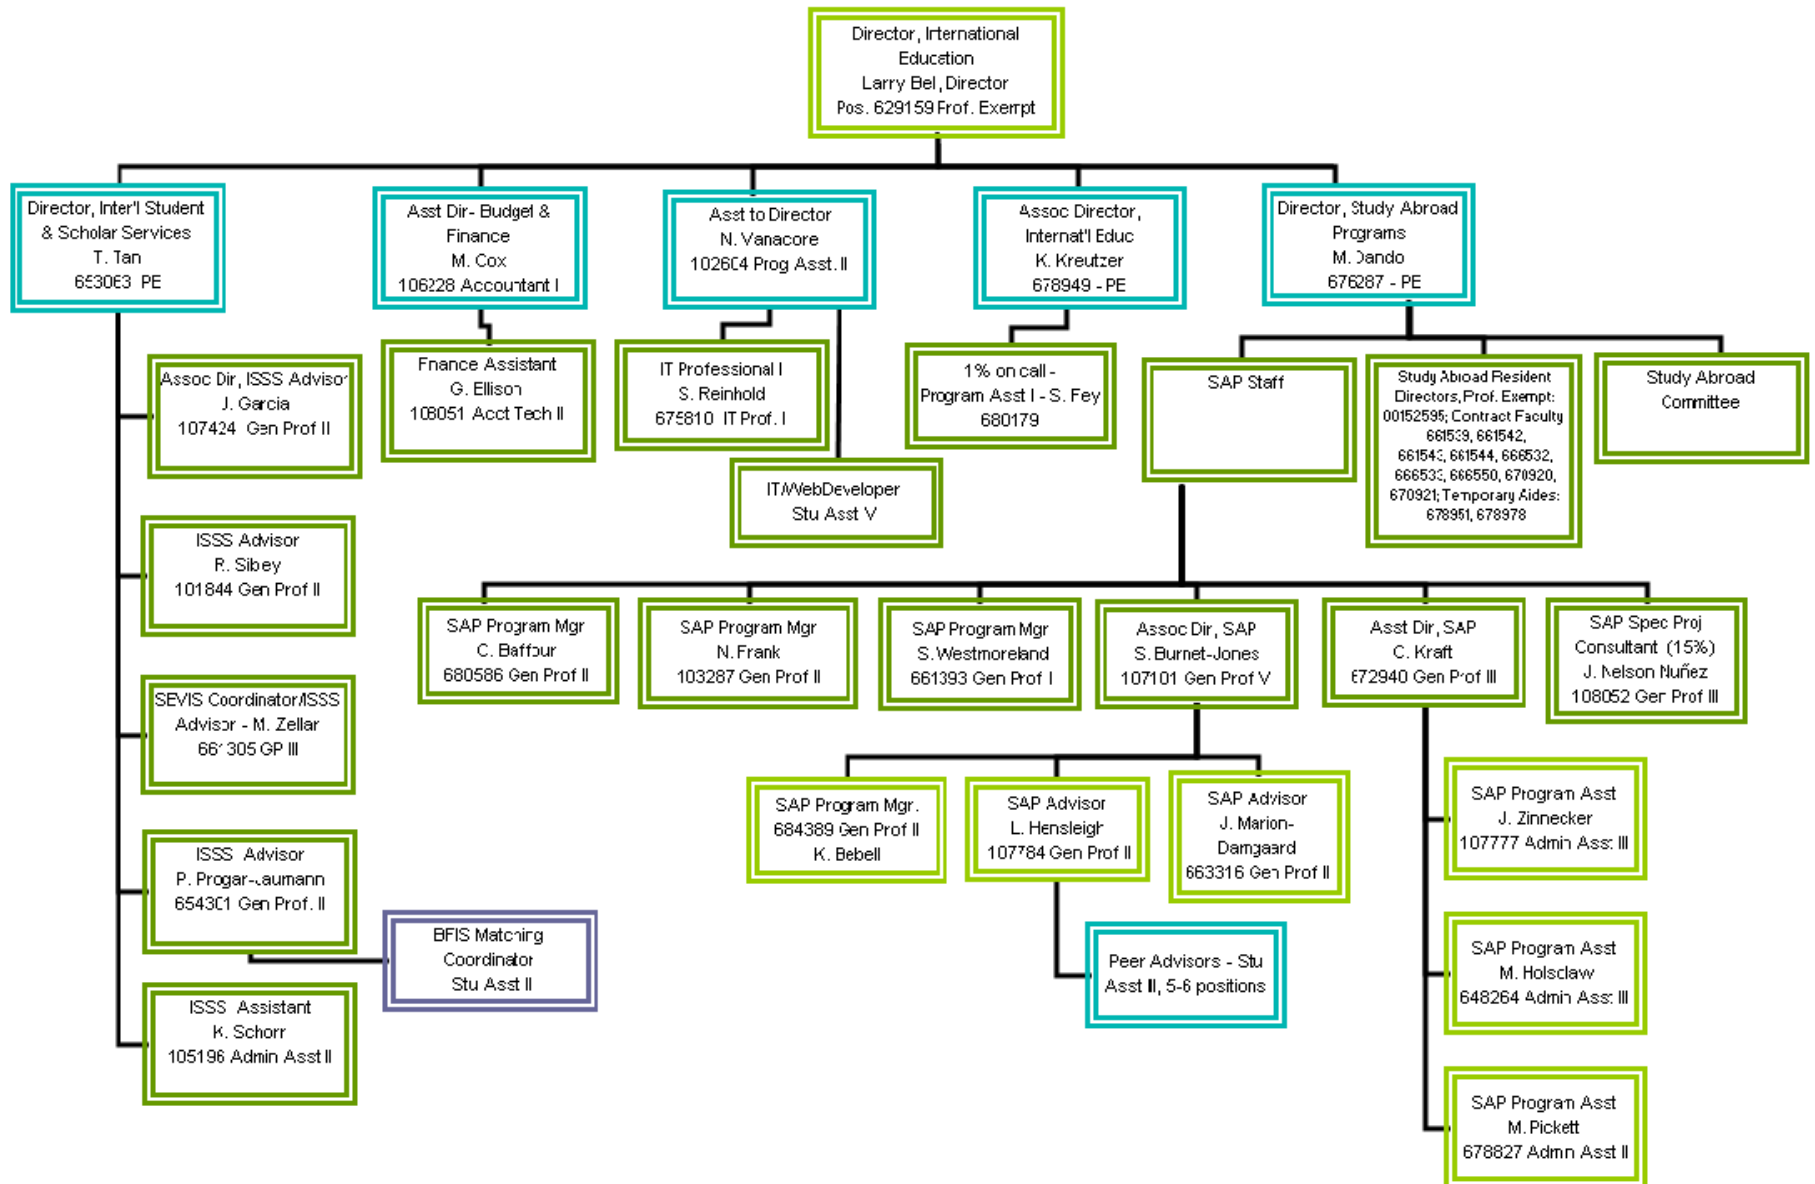 Director, International
Education
Larry Bell, Director
Pos. 629159 Prof. Exempt
Director, Inter'l Student
& Scholar Services
T. Tan
653063 PE
Asst Dir- Budget &
Finance
M. Cox
106228 Accountant I
Asst to Director
N. Vanacore
102604 Prog Asst. II
Assoc Director,
Internat'l Educ
K. Kreutzer
678949 - PE
Director, Study Abroad
Programs
M. Dando
676287 - PE
Assoc Dir, ISSS Advisor
J. Garcia
107424 Gen Prof II
Finance Assistant
G. Ellison
108051 Acct Tech II
IT Professional I
S. Reinhold
675810 IT Prof. I
1% on call -
Program Asst I - S. Fey
680179
SAP Staff
Study Abroad Resident
Directors, Prof. Exempt:
00152595; Contract Faculty
661539, 661542,
661543, 661544, 666532,
666533, 666550, 670920,
670921; Temporary Aides:
678951, 678978
Study Abroad
Committee
IT/WebDeveloper
Stu Asst V
ISSS Advisor
R. Sibley
101844 Gen Prof II
SAP Program Mgr
C. Baffour
680586 Gen Prof II
SAP Program Mgr
N. Frank
103287 Gen Prof II
SAP Program Mgr
S. Westmoreland
661393 Gen Prof I
Assoc Dir, SAP
S. Burnet-Jones
107101 Gen Prof V
Asst Dir, SAP
C. Kraft
672940 Gen Prof III
SAP Spec Proj
Consultant (15%)
J. Nelson Nuñez
108052 Gen Prof III
SEVIS Coordinator/ISSS
Advisor - M. Zellar
661305 GP III
SAP Program Mgr.
684389 Gen Prof II
K. Bebell
SAP Advisor
L. Hensleigh
107784 Gen Prof II
SAP Advisor
J. Marion-
Damgaard
663316 Gen Prof II
SAP Program Asst
J. Zinnecker
107777 Admin Asst III
ISSS Advisor
P. Progar-Laumann
654301 Gen Prof. II
BFIS Matching
Coordinator
Stu Asst II
Peer Advisors - Stu
Asst II, 5-6 positions
SAP Program Asst
M. Holsclaw
648264 Admin Asst III
ISSS Assistant
K. Schorr
105196 Admin Asst II
SAP Program Asst
M. Pickett
678827 Admin Asst II